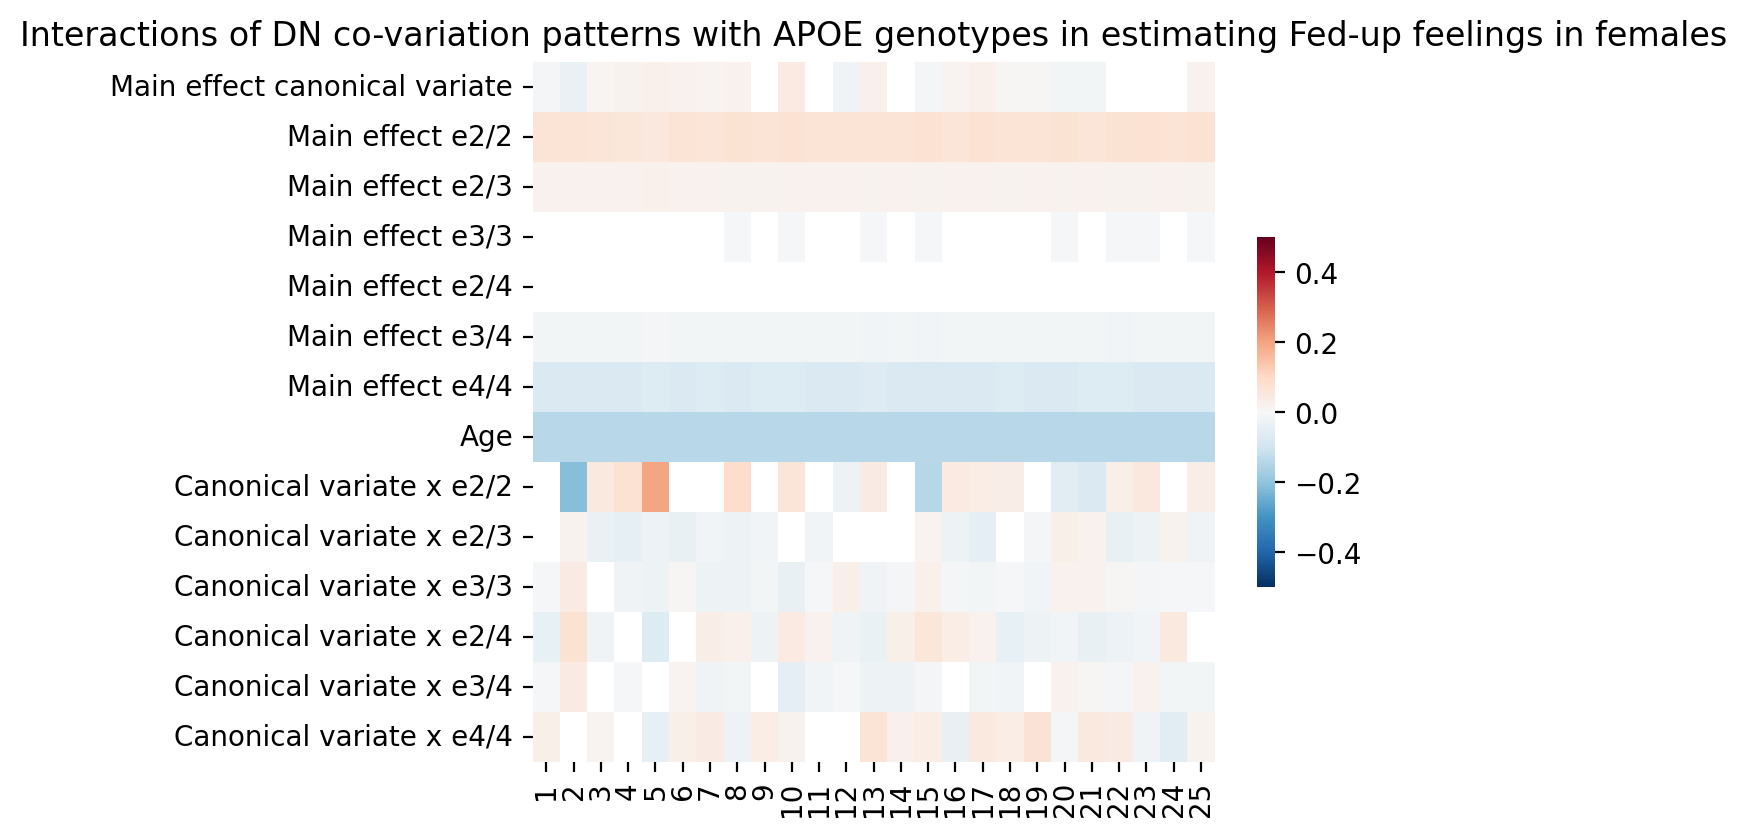 Interactions of DN co-variation patterns with APOE genotypes in estimating Fed-up feelings in females
Main effect canonical variate
Main effect e2/2
Main effect e2/3
Main effect e3/3
Main effect e2/4
Main effect e3/4
Main effect e4/4
Age
Canonical variate x e2/2
Canonical variate x e2/3
Canonical variate x e3/3
Canonical variate x e2/4
Canonical variate x e3/4
Canonical variate x e4/4
1 2 3 4 5 6 7 8 9 10 11 12 13 14 15 16 17 18 19 20 21 22 23 24 25
0.4
0.2
0.0
−0.2
−0.4